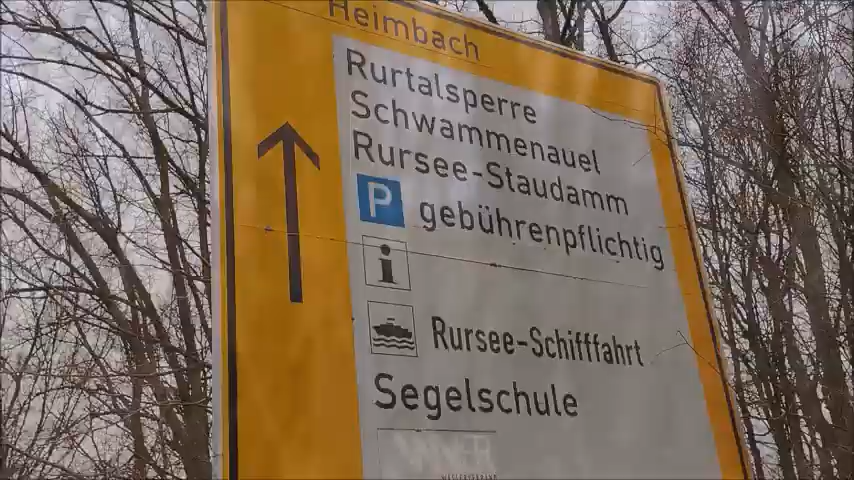 Heimbach
Rurtalsperre
Schwammenauel
Rursee-Staudamm
P gebührenpflichtig
i
Rursee-Schifffahrt
Segelschule